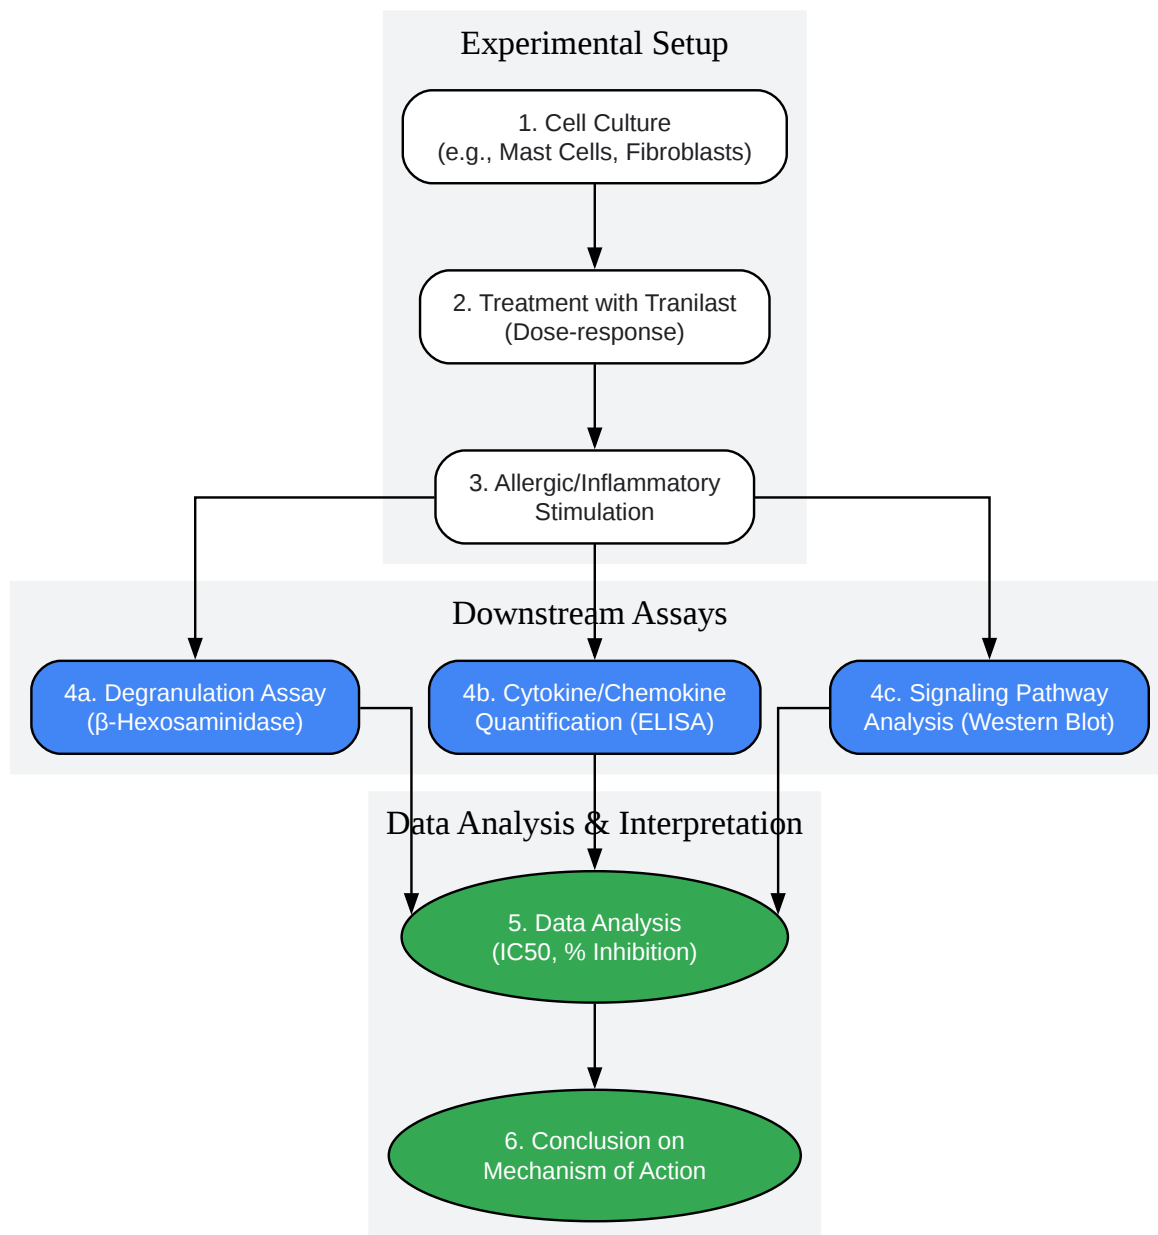 Experimental Setup
1. Cell Culture
(e.g., Mast Cells, Fibroblasts)
2. Treatment with Tranilast
(Dose-response)
3. Allergic/Inflammatory
Stimulation
Downstream Assays
4a. Degranulation Assay
(β-Hexosaminidase)
4b. Cytokine/Chemokine
Quantification (ELISA)
4c. Signaling Pathway
Analysis (Western Blot)
Data Analysis & Interpretation
5. Data Analysis
(IC50, % Inhibition)
6. Conclusion on
Mechanism of Action